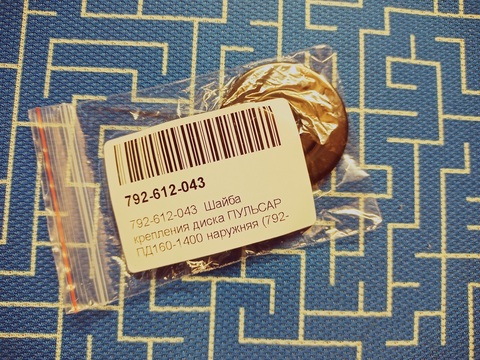 792-612-043
792-612-043 Шайба
крепления диска ПУЛЬСАР
ПД160-1400 наружняя (792-